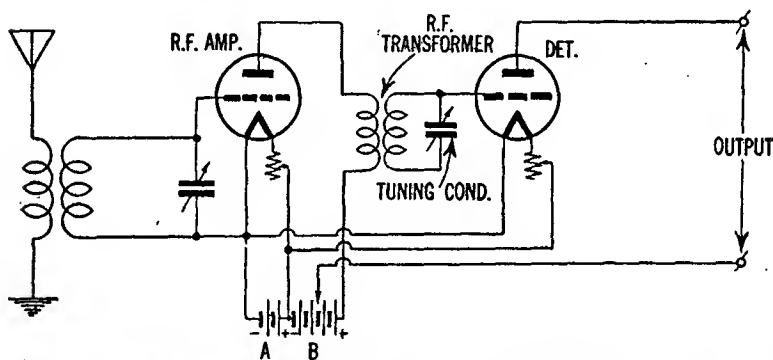 R.F. AMP.
R.F.
TRANSFORMER
DET.
TUNING COND.
OUTPUT
- + - +
A B